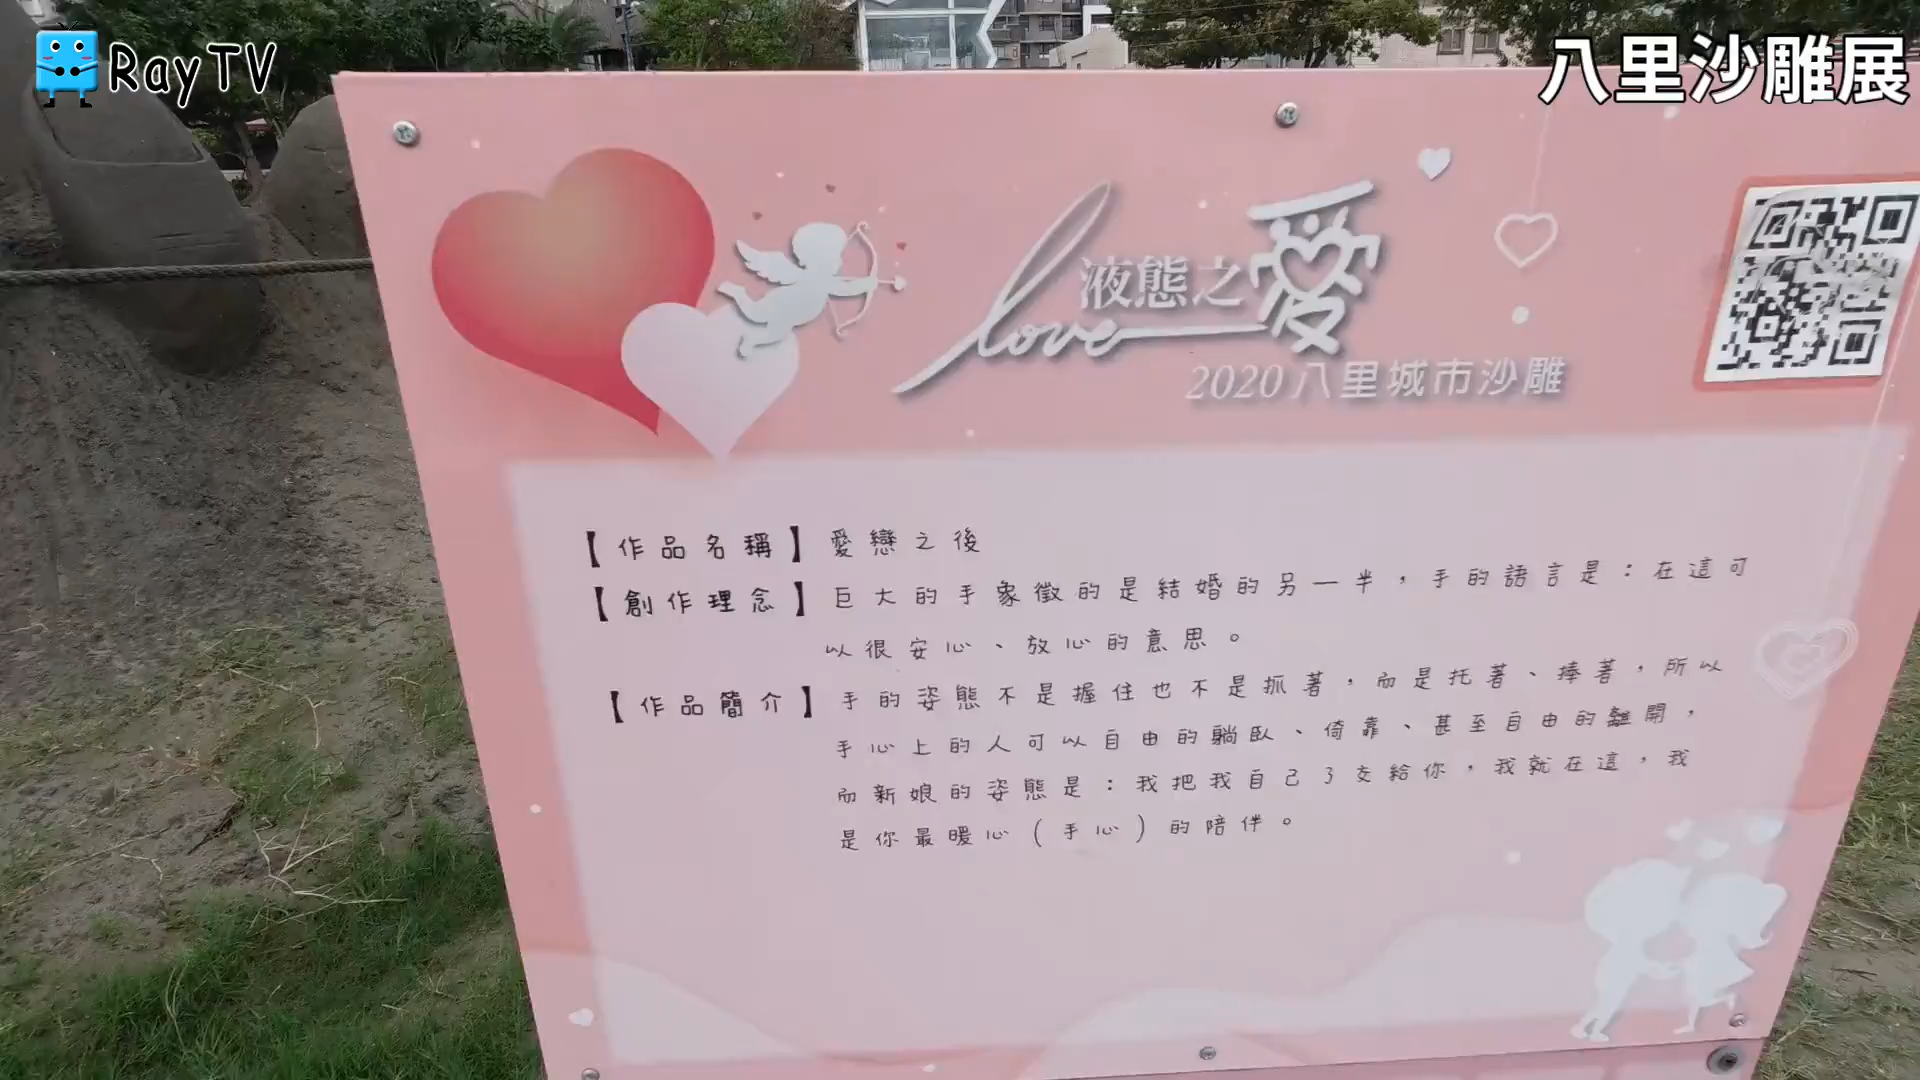 RayTV
八里沙雕展
液態之愛
love
2020八里城市沙雕
【作品名稱】愛戀之後
【創作理念】巨大的手象徵的是結婚的另一半，手的語言是：在這可
以很安心、放心的意思。
【作品簡介】手的姿態不是握住也不是抓著，而是托著、捧著，所以
手心上的人可以自由的躺臥、倚靠、甚至自由的離開，
而新娘的姿態是：我把我自己ㄋ交給你，我就在這，我
是你最暖心(手心)的陪伴。